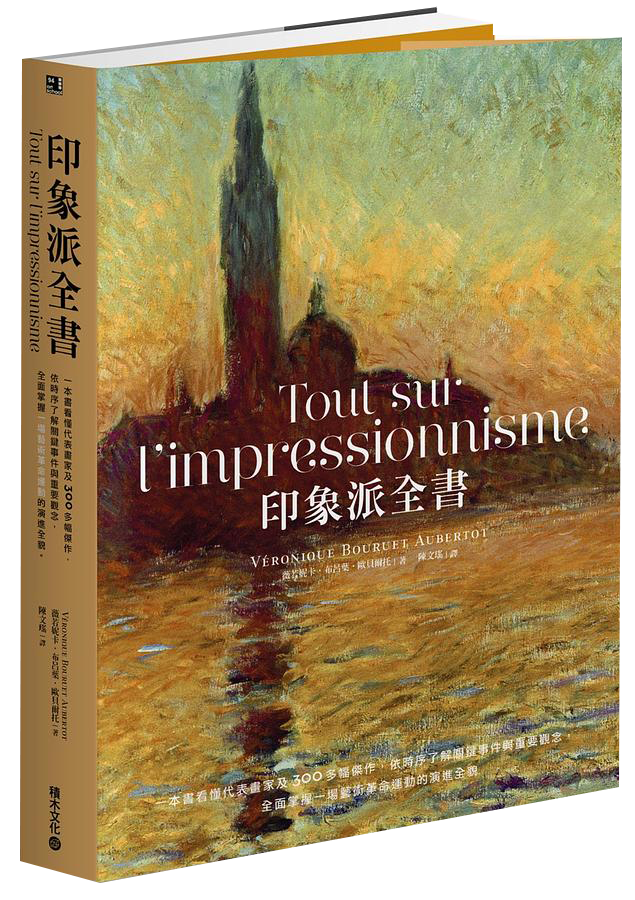 94
art
school
印象派全書
Tout sur l'impressionnisme
一本書看懂代表畫家及300多幅傑作，
依時序了解關鍵事件與重要觀念，
全面掌握一場藝術革命運動的演進全貌。
VÉRONIQUE BOURUET AUBERTOT
薇若妮卡・布呂葉・歐貝爾托｜著
陳文瑤｜譯
積木文化
Tout sur
l'impressionnisme
印象派全書
VÉRONIQUE BOURUET AUBERTOT
薇若妮卡・布呂葉・歐貝爾托｜著 陳文瑤｜譯
一本書看懂代表畫家及300多幅傑作，依時序了解關鍵事件與重要觀念
全面掌握一場藝術革命運動的演進全貌